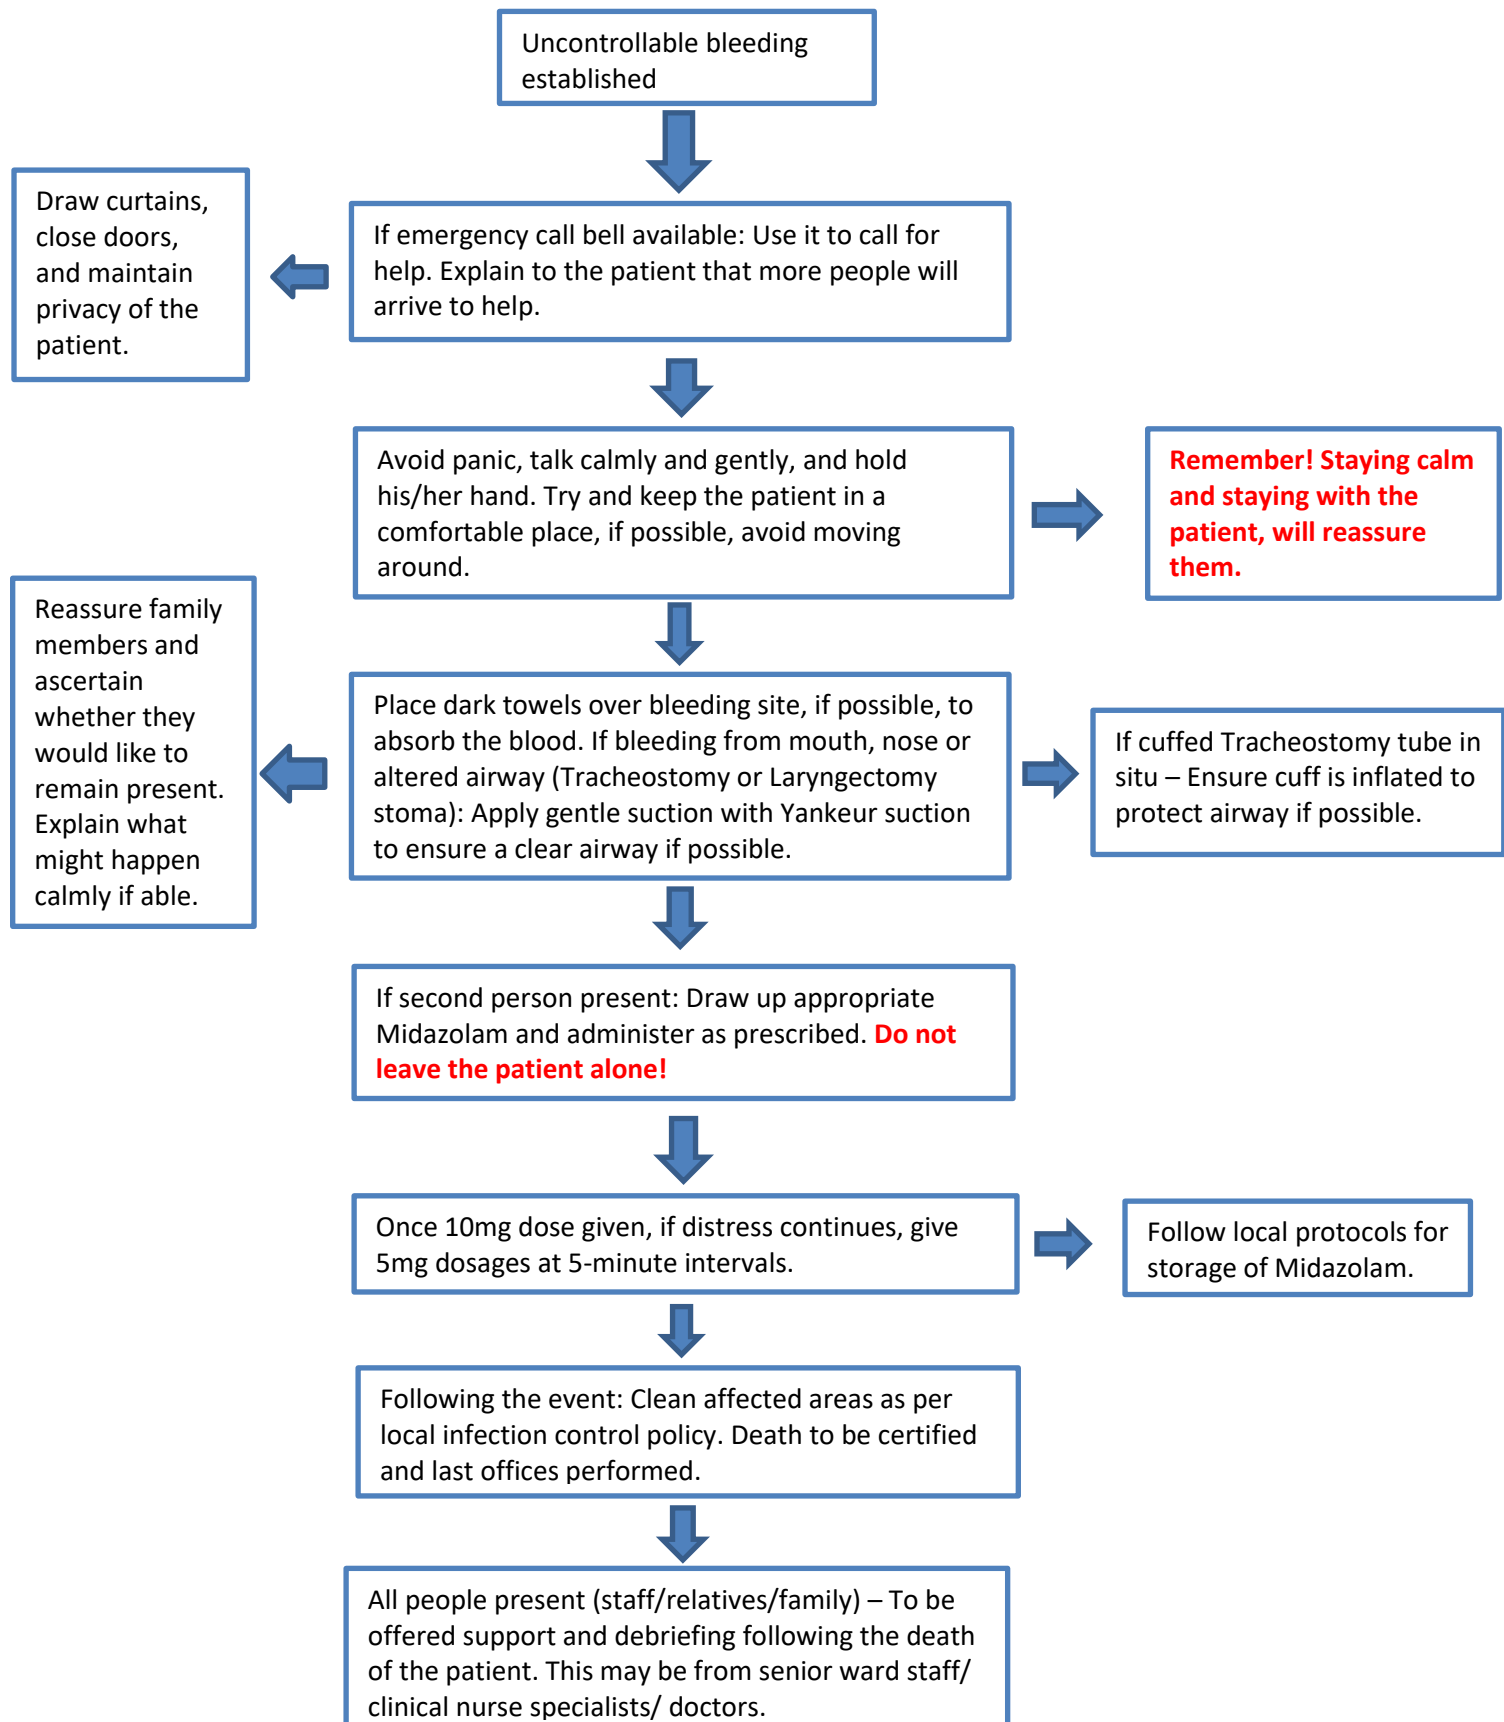 Uncontrollable bleeding
established
Draw curtains,
close doors,
and maintain
privacy of the
patient.
If emergency call bell available: Use it to call for
help. Explain to the patient that more people will
arrive to help.
Avoid panic, talk calmly and gently, and hold
his/her hand. Try and keep the patient in a
comfortable place, if possible, avoid moving
around.
Remember! Staying calm
and staying with the
patient, will reassure
them.
Reassure family
members and
ascertain
whether they
would like to
remain present.
Explain what
might happen
calmly if able.
Place dark towels over bleeding site, if possible, to
absorb the blood. If bleeding from mouth, nose or
altered airway (Tracheostomy or Laryngectomy
stoma): Apply gentle suction with Yankeur suction
to ensure a clear airway if possible.
If cuffed Tracheostomy tube in
situ – Ensure cuff is inflated to
protect airway if possible.
If second person present: Draw up appropriate
Midazolam and administer as prescribed. Do not
leave the patient alone!
Once 10mg dose given, if distress continues, give
5mg dosages at 5-minute intervals.
Follow local protocols for
storage of Midazolam.
Following the event: Clean affected areas as per
local infection control policy. Death to be certified
and last offices performed.
All people present (staff/relatives/family) – To be
offered support and debriefing following the death
of the patient. This may be from senior ward staff/
clinical nurse specialists/ doctors.